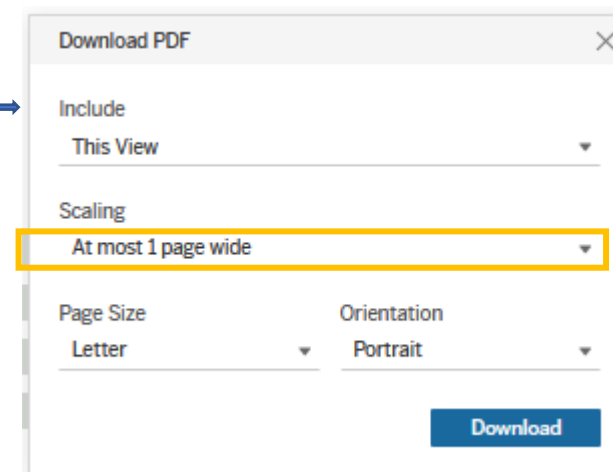 Download PDF
Include
This View
Scaling
At most 1 page wide
Page Size
Orientation
Letter
Portrait
Download